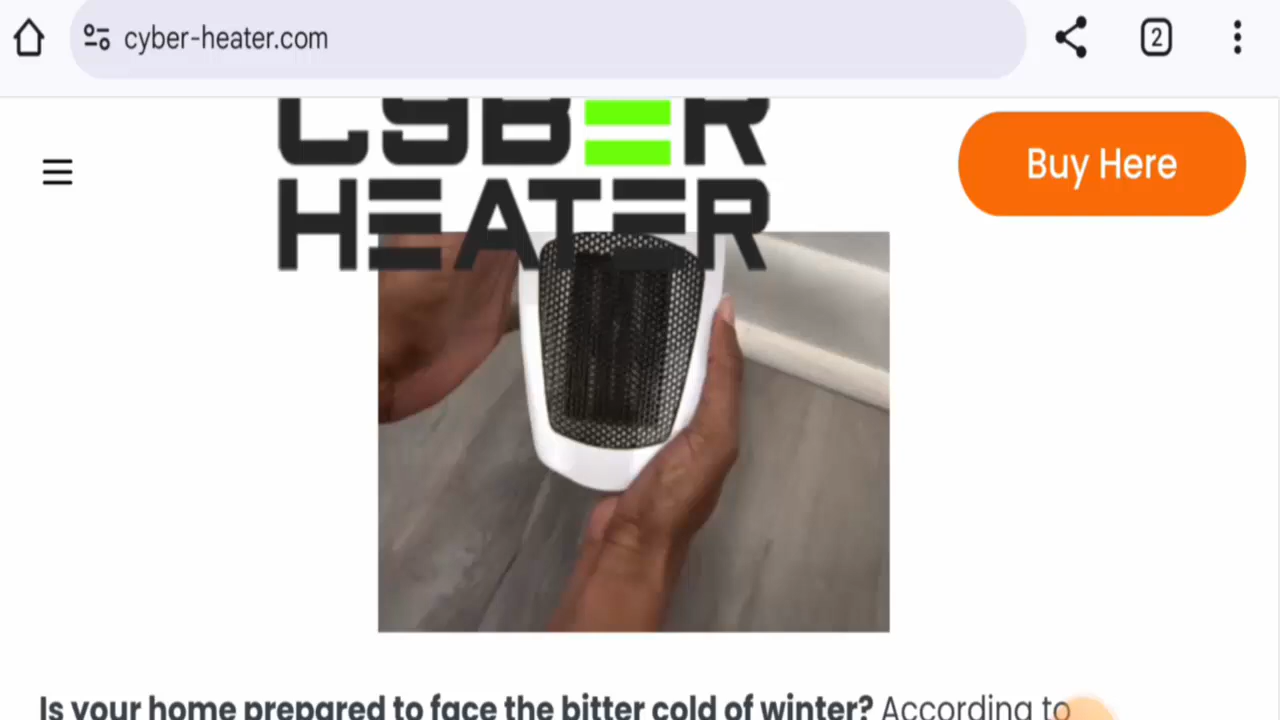 cyber-heater.com
2
CYBER
HEATER
Buy Here
Is your home prepared to face the bitter cold of winter? According to